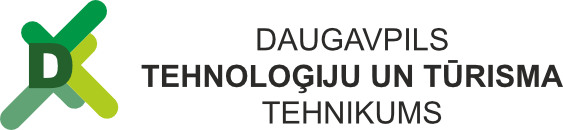 D
DAUGAVPILS
TEHNOLOĢIJU UN TŪRISMA
TEHNIKUMS